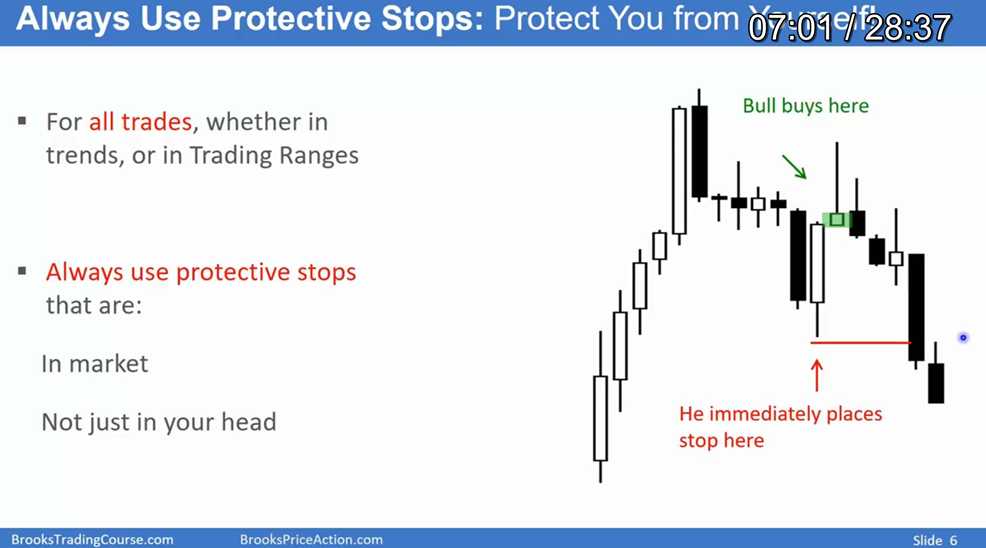 Always Use Protective Stops: Protect You from Yourself!
07:01 / 28:37
▪ For all trades, whether in
trends, or in Trading Ranges
▪ Always use protective stops
that are:
In market
Not just in your head
Bull buys here
He immediately places
stop here
BrooksTradingCourse.com
BrooksPriceAction.com
Slide 6